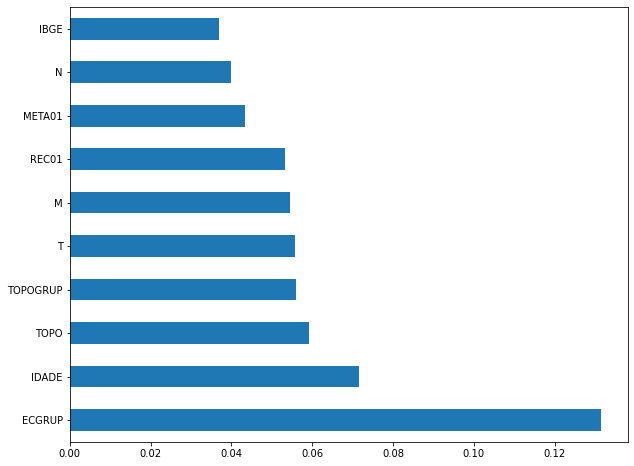 IBGE
N
META01
REC01
M
T
TOPOGRUP
TOPO
IDADE
ECGRUP
0.00 0.02 0.04 0.06 0.08 0.10 0.12